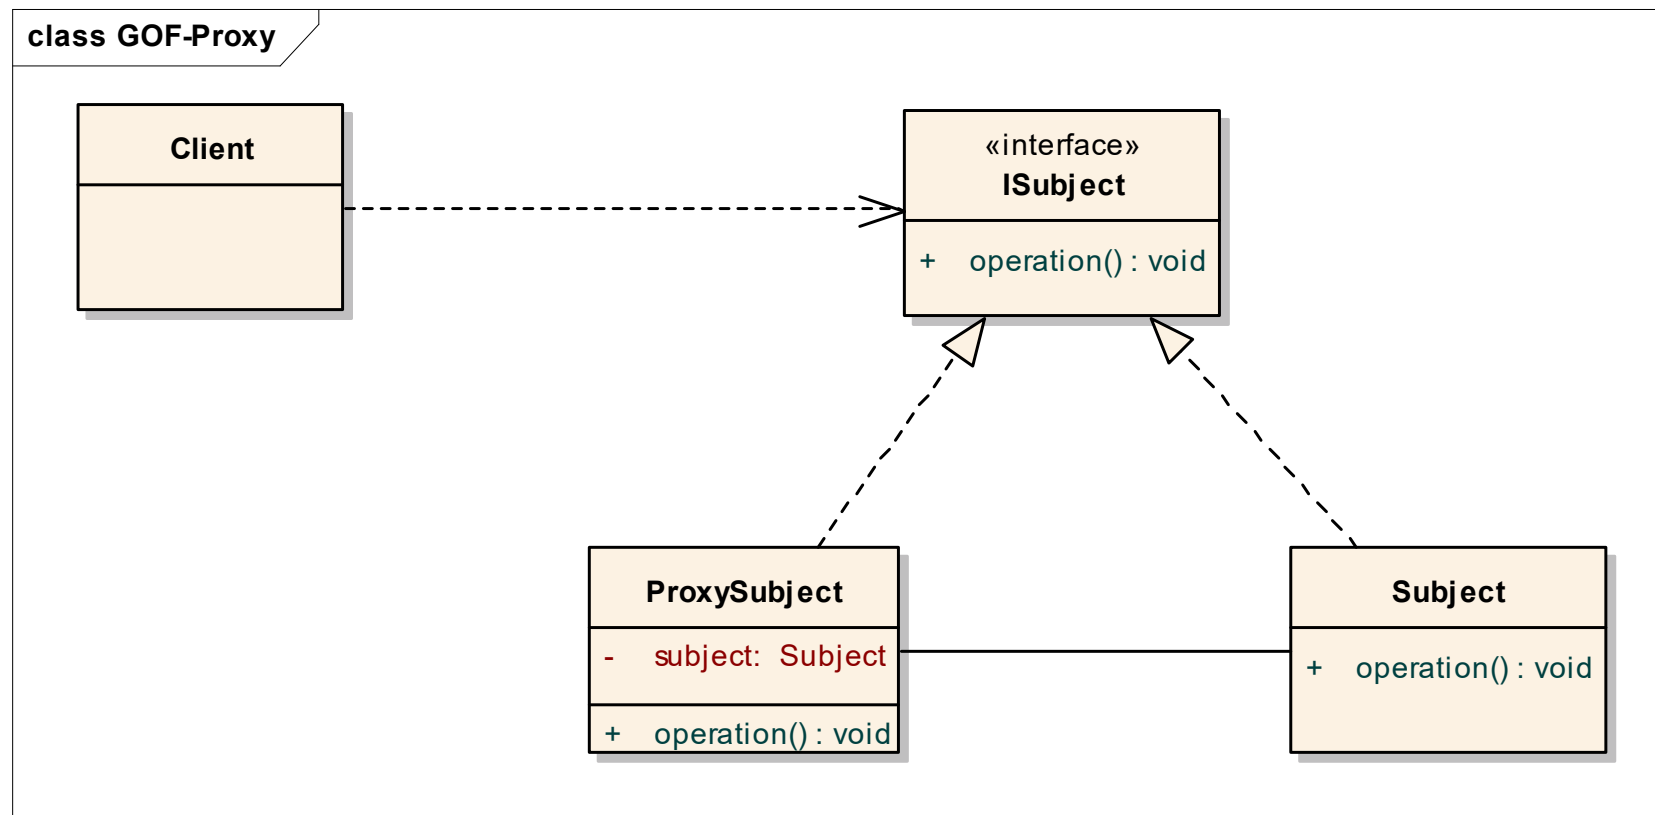 class GOF-Proxy
Client
«interface»
ISubject
+ operation() : void
ProxySubject
- subject: Subject
+ operation() : void
Subject
+ operation() : void